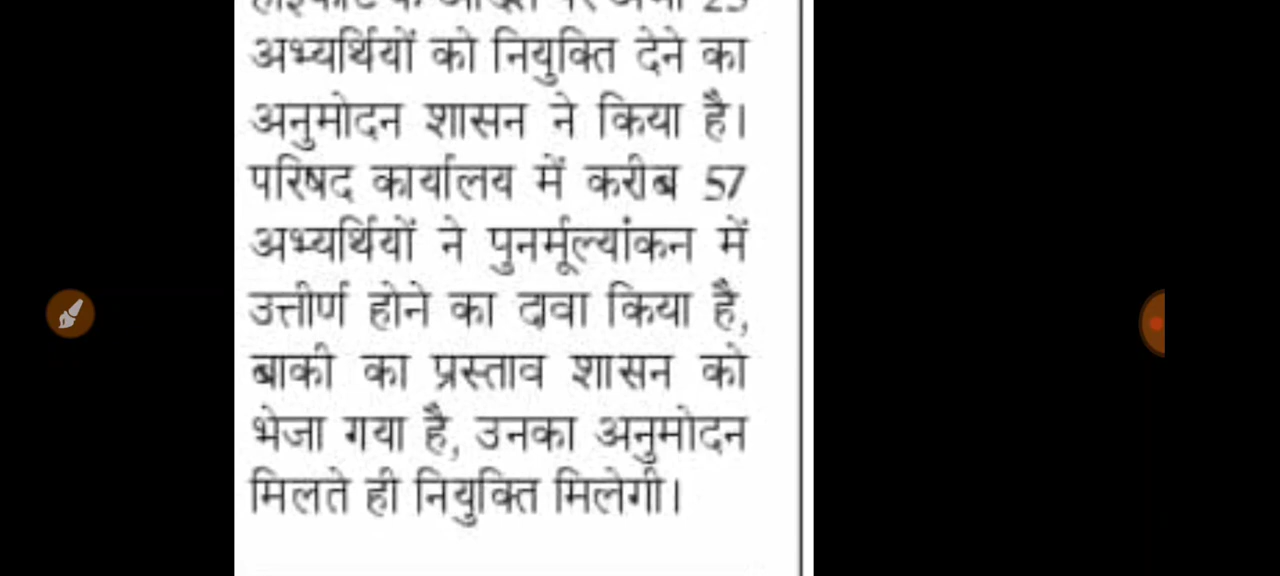 अभ्यर्थियों को नियुक्ति देने का
अनुमोदन शासन ने किया है।
परिषद कार्यालय में करीब 57
अभ्यर्थियों ने पुनर्मूल्यांकन में
उत्तीर्ण होने का दावा किया है,
बाकी का प्रस्ताव शासन को
भेजा गया है, उनका अनुमोदन
मिलते ही नियुक्ति मिलेगी।